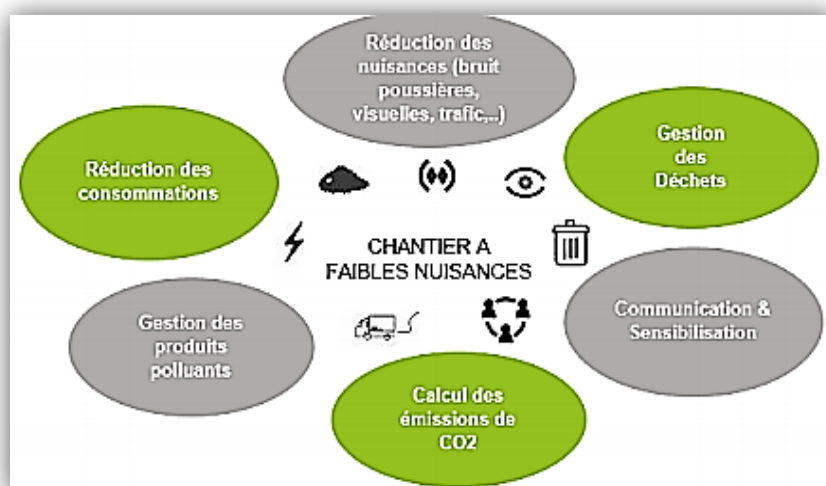 Réduction des
nuisances (bruit
poussières,
visuelles, trafic,..)
Gestion
des
Déchets
Réduction des
consommations
CHANTIER A
FAIBLES NUISANCES
Communication &
Sensibilisation
Gestion des
produits
polluants
Calcul des
émissions de
CO2